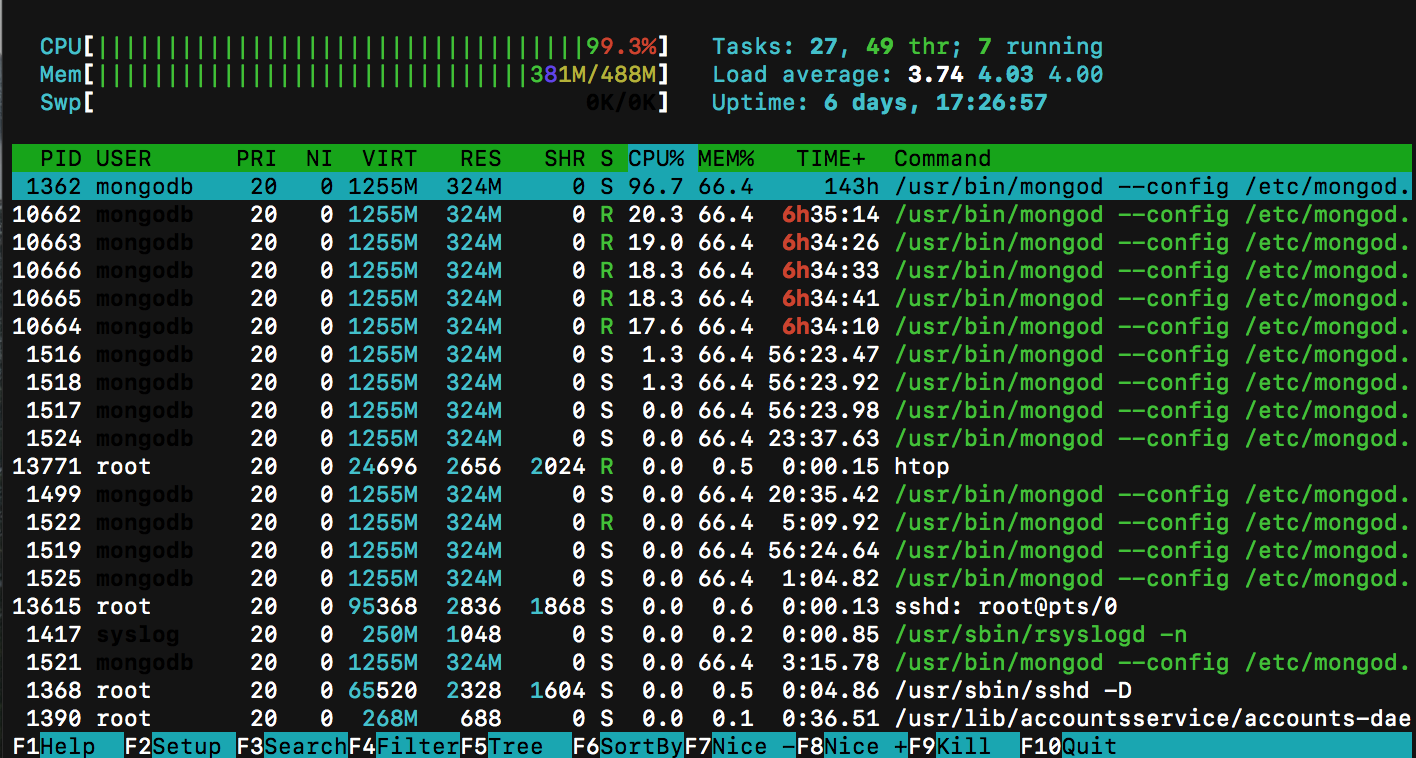 CPU[||||||||||||||||||||||||||||||||||||99.3%] Tasks: 27, 49 thr; 7 running
Mem[||||||||||||||||||||||||||||||||381M/488M] Load average: 3.74 4.03 4.00
Swp[ 0K/0K] Uptime: 6 days, 17:26:57
PID USER PRI NI VIRT RES SHR S CPU% MEM% TIME+ Command
1362 mongodb 20 0 1255M 324M 0 S 96.7 66.4 143h /usr/bin/mongod --config /etc/mongod.
10662 mongodb 20 0 1255M 324M 0 R 20.3 66.4 6h35:14 /usr/bin/mongod --config /etc/mongod.
10663 mongodb 20 0 1255M 324M 0 R 19.0 66.4 6h34:26 /usr/bin/mongod --config /etc/mongod.
10666 mongodb 20 0 1255M 324M 0 R 18.3 66.4 6h34:33 /usr/bin/mongod --config /etc/mongod.
10665 mongodb 20 0 1255M 324M 0 R 18.3 66.4 6h34:41 /usr/bin/mongod --config /etc/mongod.
10664 mongodb 20 0 1255M 324M 0 R 17.6 66.4 6h34:10 /usr/bin/mongod --config /etc/mongod.
1516 mongodb 20 0 1255M 324M 0 S 1.3 66.4 56:23.47 /usr/bin/mongod --config /etc/mongod.
1518 mongodb 20 0 1255M 324M 0 S 1.3 66.4 56:23.92 /usr/bin/mongod --config /etc/mongod.
1517 mongodb 20 0 1255M 324M 0 S 0.0 66.4 56:23.98 /usr/bin/mongod --config /etc/mongod.
1524 mongodb 20 0 1255M 324M 0 S 0.0 66.4 23:37.63 /usr/bin/mongod --config /etc/mongod.
13771 root 20 0 24696 2656 2024 R 0.0 0.5 0:00.15 htop
1499 mongodb 20 0 1255M 324M 0 S 0.0 66.4 20:35.42 /usr/bin/mongod --config /etc/mongod.
1522 mongodb 20 0 1255M 324M 0 R 0.0 66.4 5:09.92 /usr/bin/mongod --config /etc/mongod.
1519 mongodb 20 0 1255M 324M 0 S 0.0 66.4 56:24.64 /usr/bin/mongod --config /etc/mongod.
1525 mongodb 20 0 1255M 324M 0 S 0.0 66.4 1:04.82 /usr/bin/mongod --config /etc/mongod.
13615 root 20 0 95368 2836 1868 S 0.0 0.6 0:00.13 sshd: root@pts/0
1417 syslog 20 0 250M 1048 0 S 0.0 0.2 0:00.85 /usr/sbin/rsyslogd -n
1521 mongodb 20 0 1255M 324M 0 S 0.0 66.4 3:15.78 /usr/bin/mongod --config /etc/mongod.
1368 root 20 0 65520 2328 1604 S 0.0 0.5 0:04.86 /usr/sbin/sshd -D
1390 root 20 0 268M 688 0 S 0.0 0.1 0:36.51 /usr/lib/accountsservice/accounts-dae
F1Help F2Setup F3SearchF4FilterF5Tree F6SortByF7Nice -F8Nice +F9Kill F10Quit